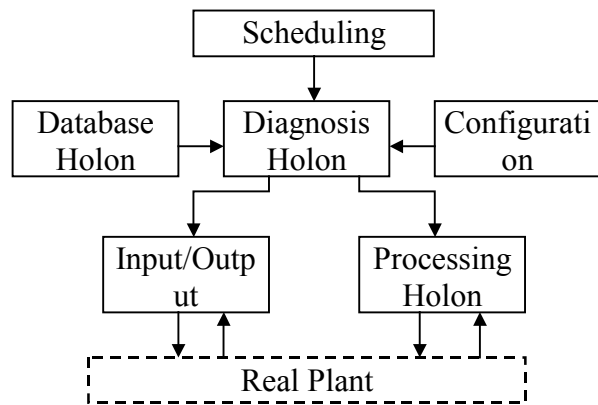 Scheduling
Database
Holon
Diagnosis
Holon
Configurati
on
Input/Outp
ut
Processing
Holon
Real Plant